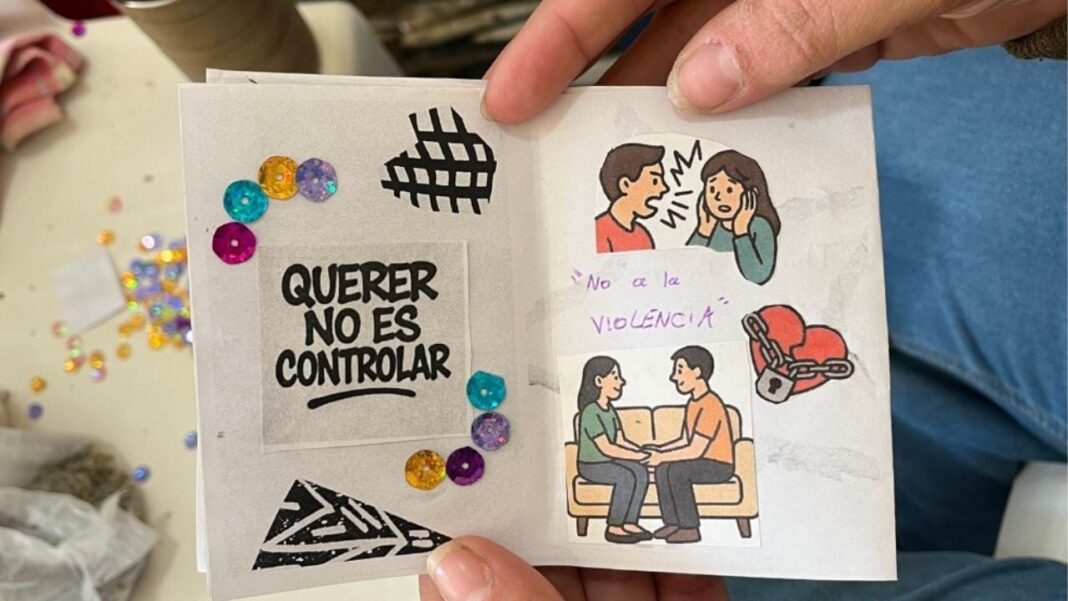 QUERER
NO ES
CONTROLAR
"No a la
VIOLENCIA"